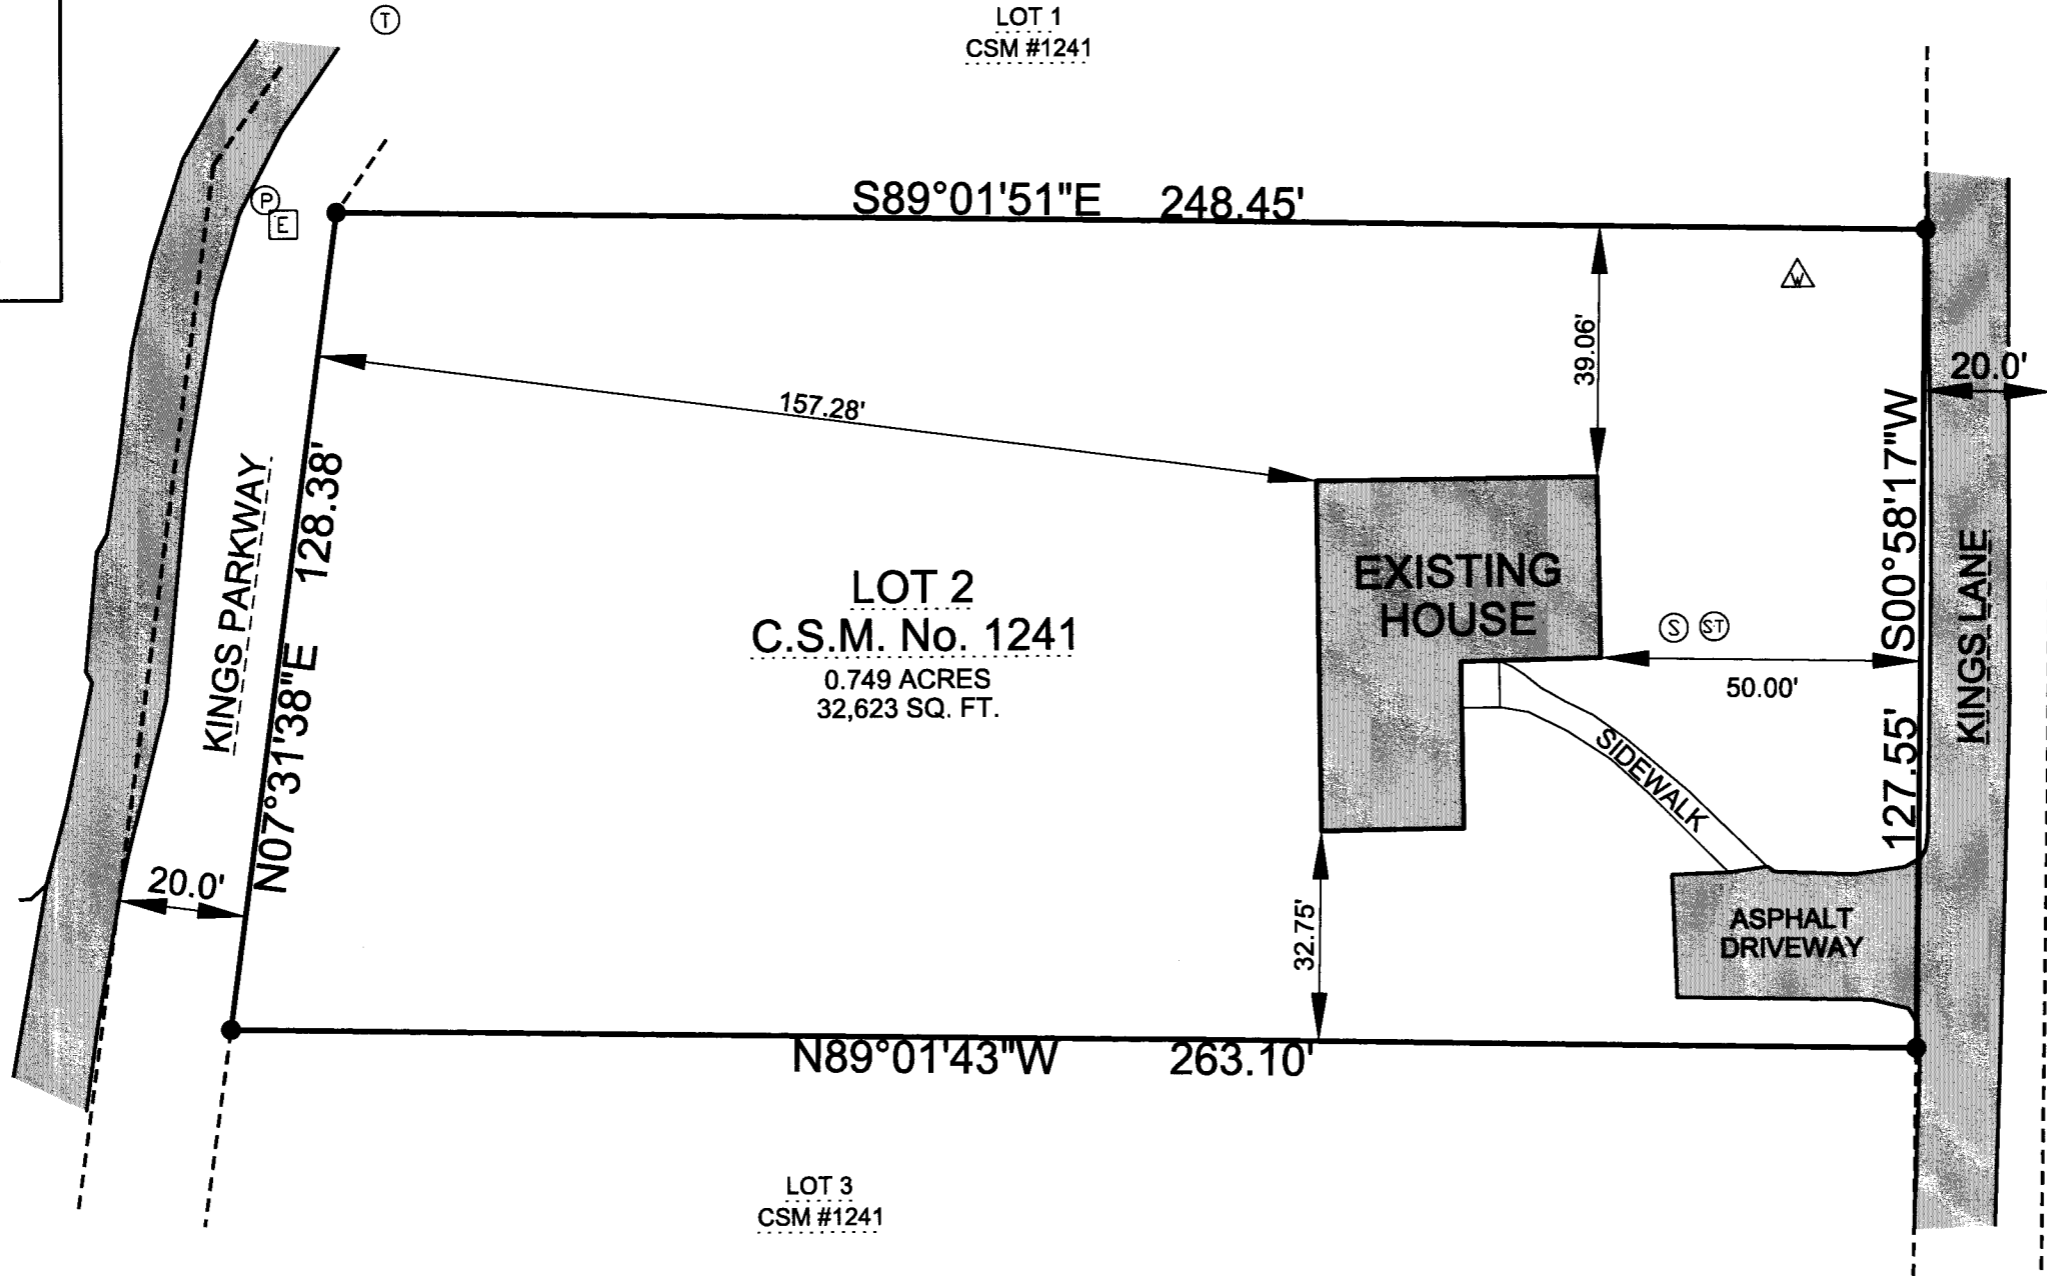 T
LOT 1
CSM #1241
P
E
S89°01'51"E 248.45'
W
39.06'
20.0'
157.28'
KINGS PARKWAY
N07°31'38"E 128.38'
LOT 2
C.S.M. No. 1241
0.749 ACRES
32,623 SQ. FT.
EXISTING
HOUSE
S
ST
50.00'
127.55' S00°58'17"W
KINGS LANE
SIDEWALK
20.0'
32.75'
ASPHALT
DRIVEWAY
N89°01'43"W 263.10'
LOT 3
CSM #1241